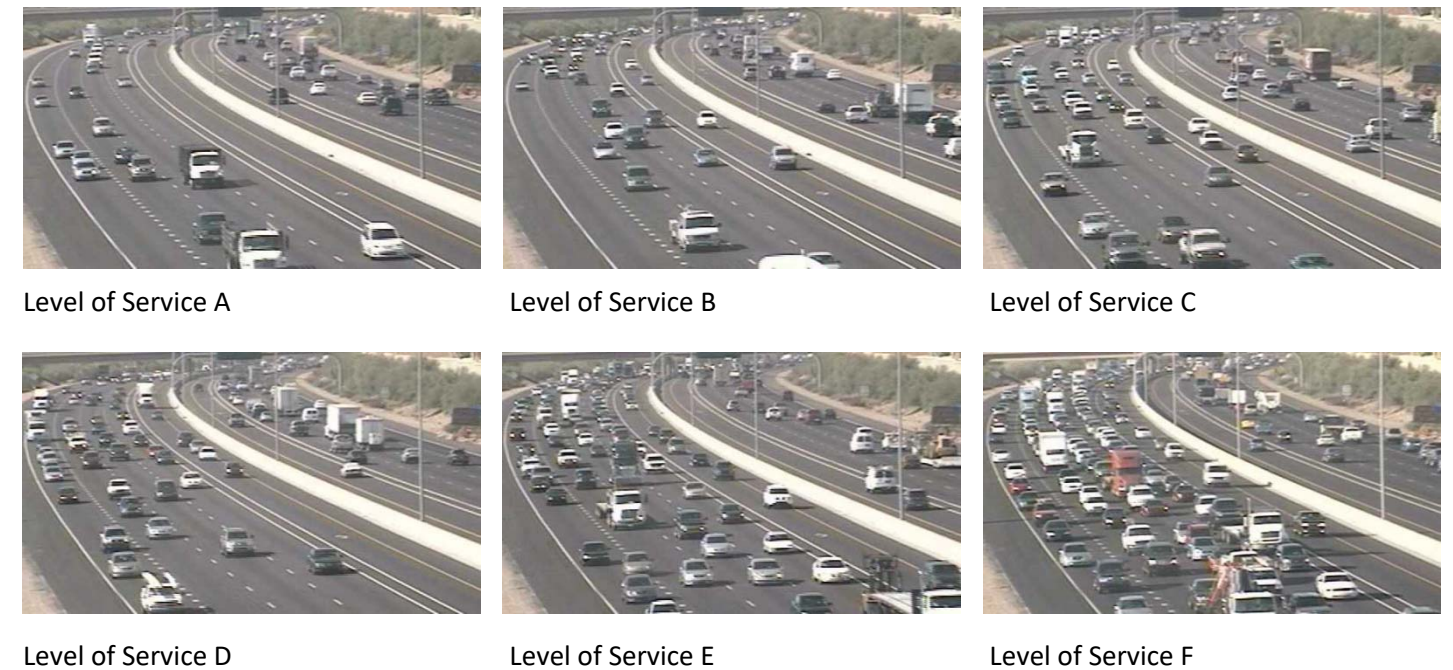 Level of Service A
Level of Service B
Level of Service C
Level of Service D
Level of Service E
Level of Service F